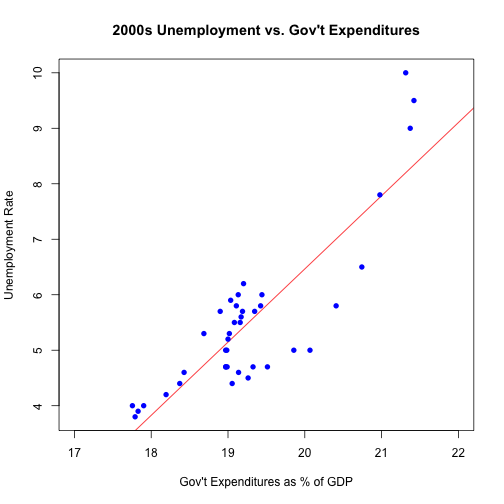 2000s Unemployment vs. Gov't Expenditures
Unemployment Rate
10
9
8
7
6
5
4
17 18 19 20 21 22
Gov't Expenditures as % of GDP